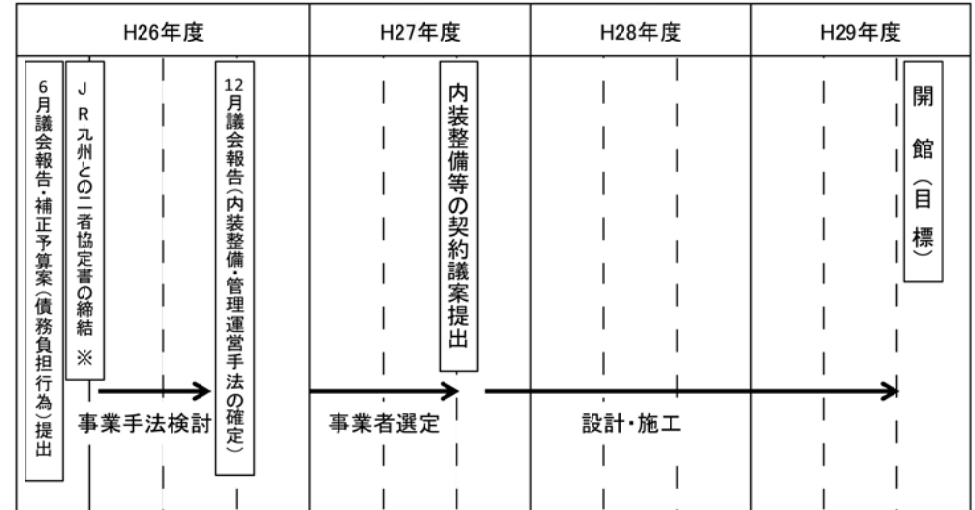 H26年度
H27年度
H28年度
H29年度
6月議会報告・補正予算案(債務負担行為)提出
JR九州との二者協定書の締結 ※
12月議会報告(内装整備・管理運営手法の確定)
内装整備等の契約議案提出
開館(目標)
事業手法検討
事業者選定
設計・施工